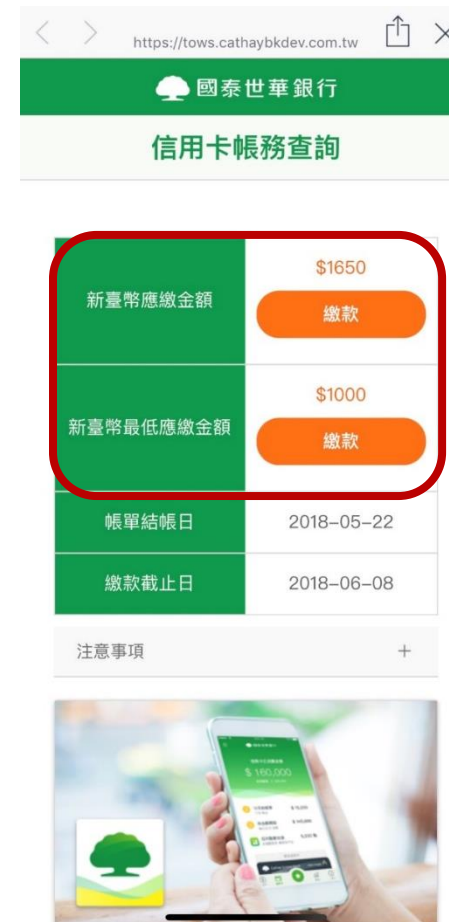 https://tows.cathaybkdev.com.tw
國泰世華銀行
信用卡帳務查詢
$1650
新臺幣應繳金額
繳款
$1000
新臺幣最低應繳金額
繳款
帳單結帳日
2018-05-22
繳款截止日
2018-06-08
注意事項
+
$ 160,000